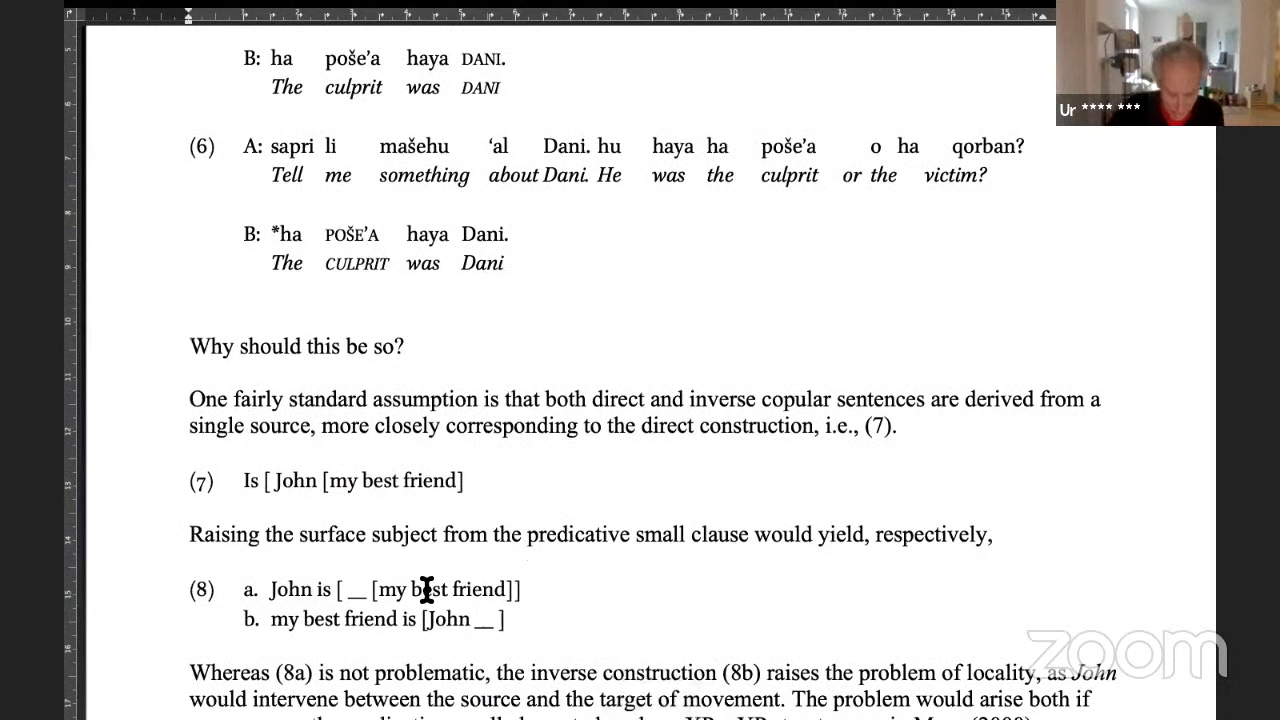 B: ha poše’a haya DANI.
The culprit was DANI
(6) A: sapri li mašehu ‘al Dani. hu haya ha poše’a o ha qorban?
Tell me something about Dani. He was the culprit or the victim?
B: *ha POŠE’A haya Dani.
The CULPRIT was Dani
Why should this be so?
One fairly standard assumption is that both direct and inverse copular sentences are derived from a
single source, more closely corresponding to the direct construction, i.e., (7).
(7) Is [ John [my best friend]
Raising the surface subject from the predicative small clause would yield, respectively,
(8) a. John is [ __ [my best friend]]
b. my best friend is [John __ ]
Whereas (8a) is not problematic, the inverse construction (8b) raises the problem of locality, as John
would intervene between the source and the target of movement. The problem would arise both if
Ur **** ***
zoom